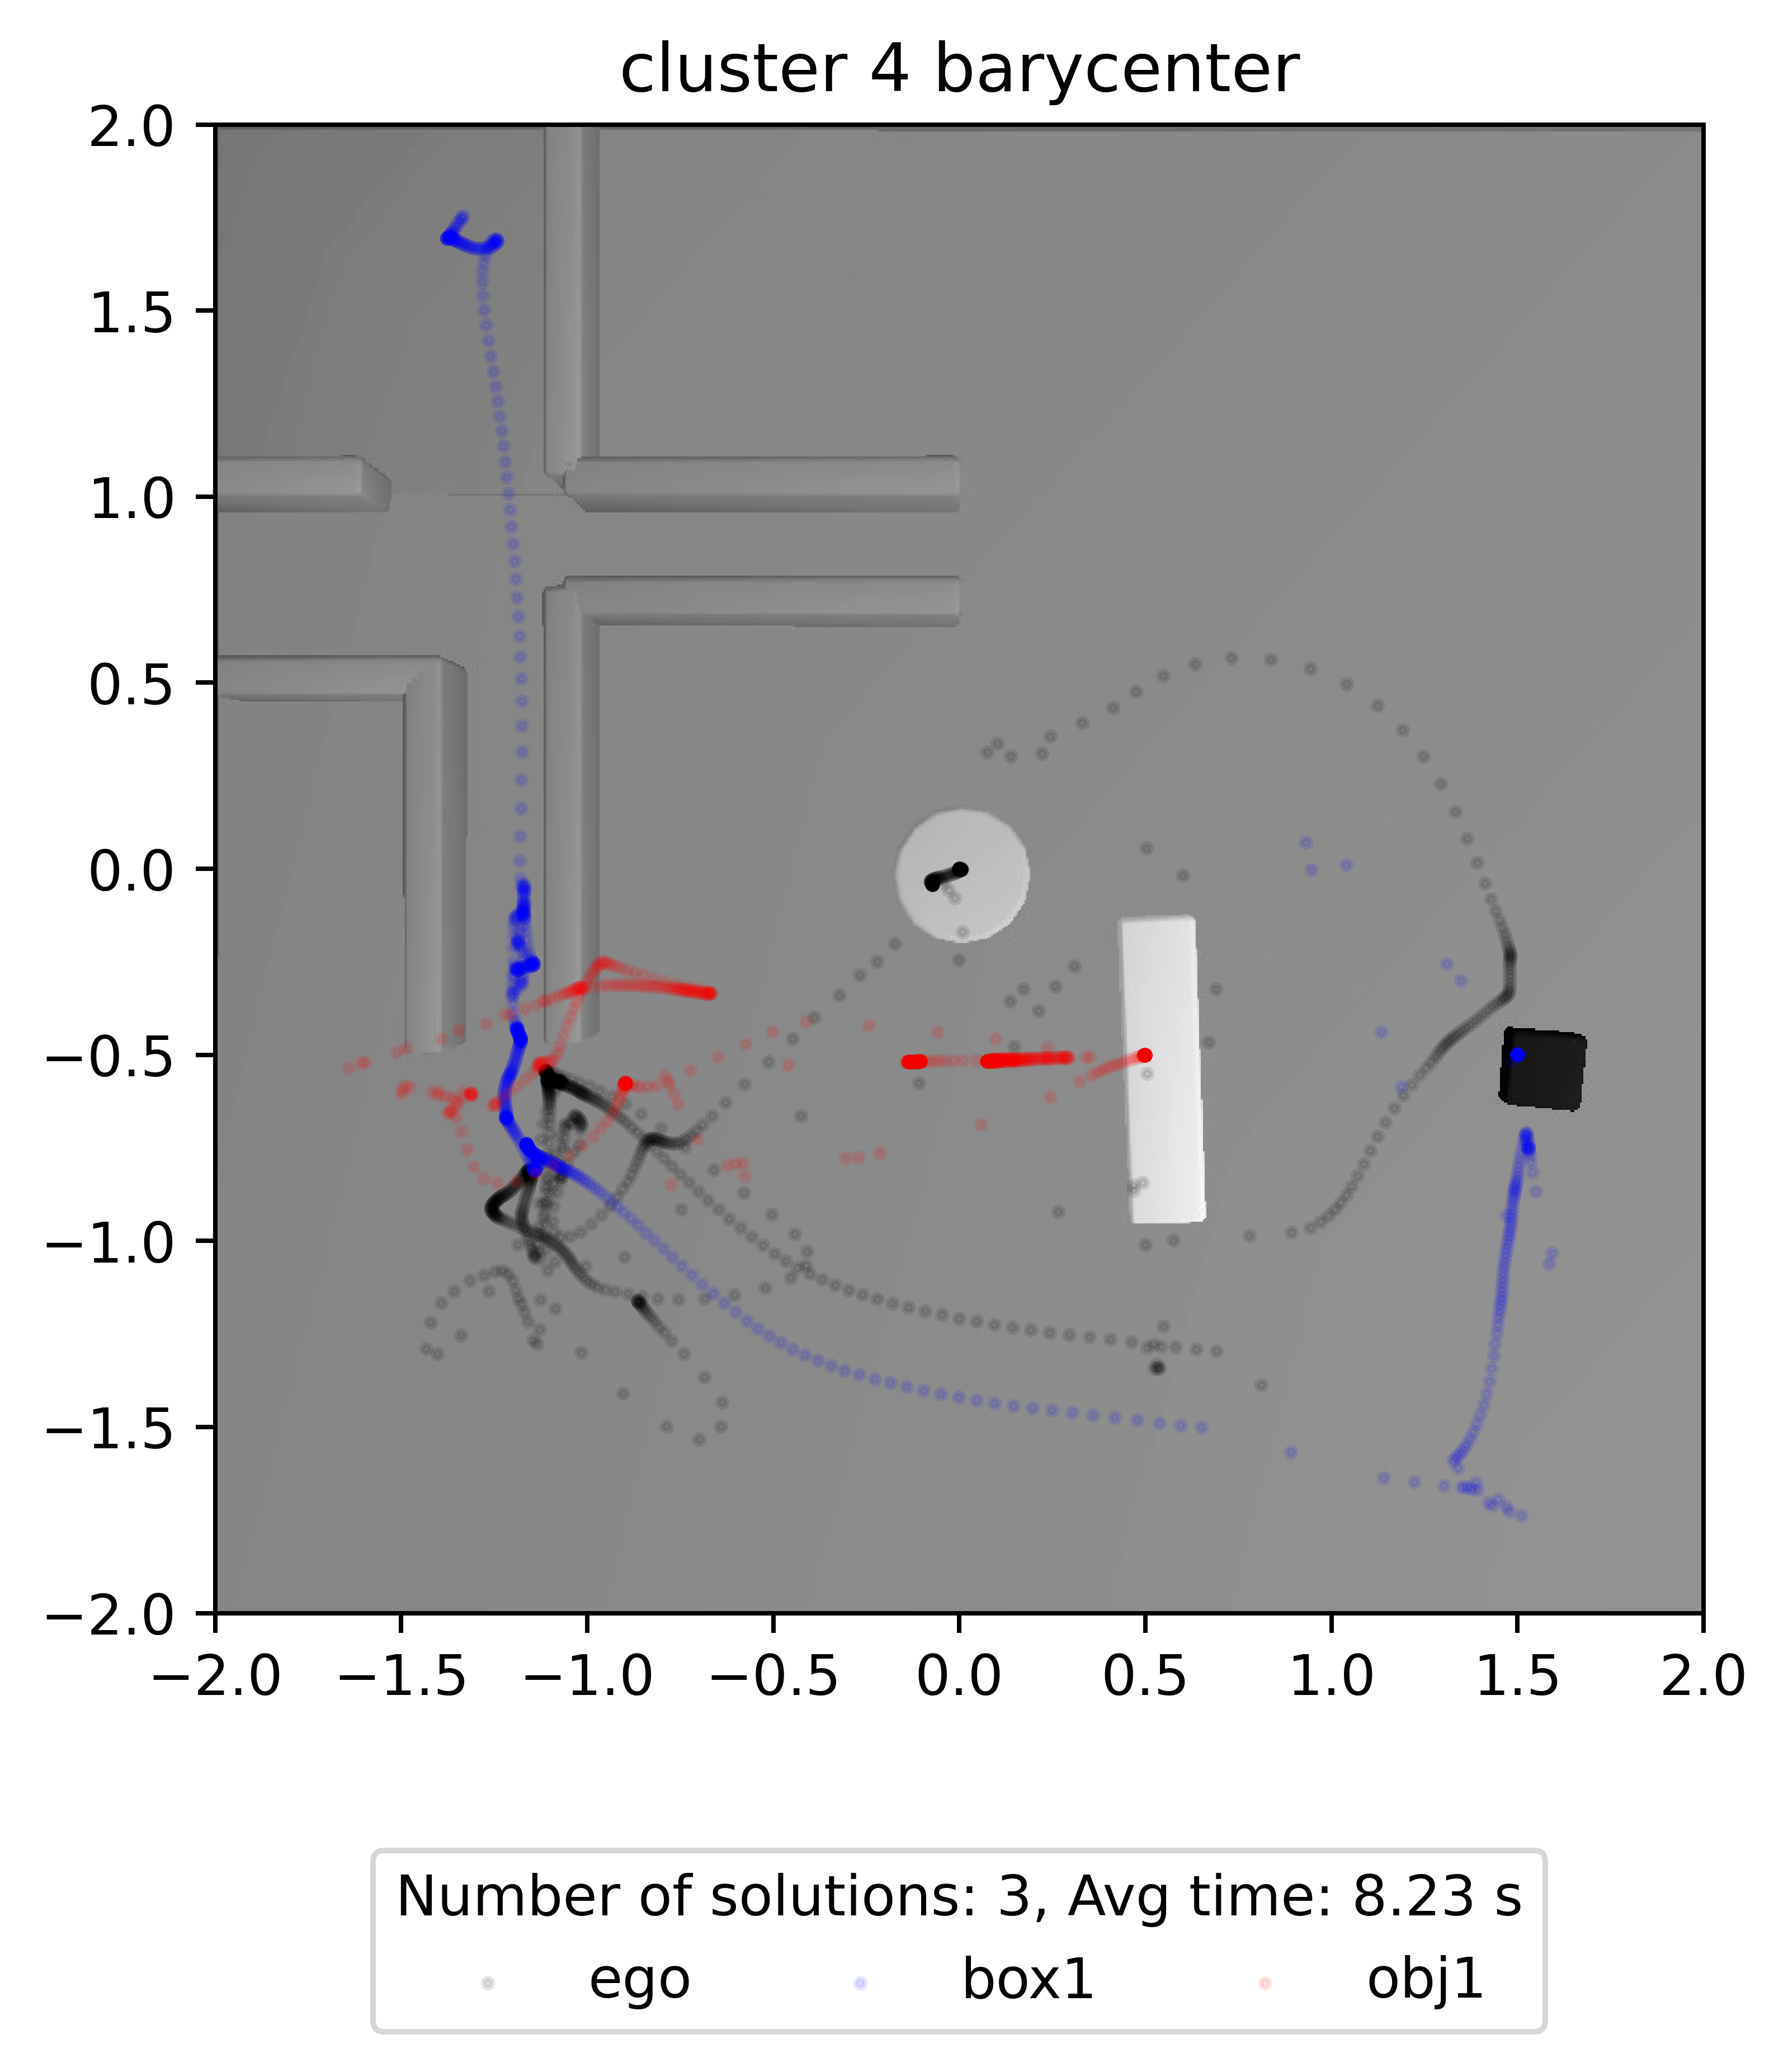 cluster 4 barycenter
2.0
1.5
1.0
0.5
0.0
−0.5
−1.0
−1.5
−2.0
−2.0 −1.5 −1.0 −0.5 0.0 0.5 1.0 1.5 2.0
Number of solutions: 3, Avg time: 8.23 s
ego box1 obj1